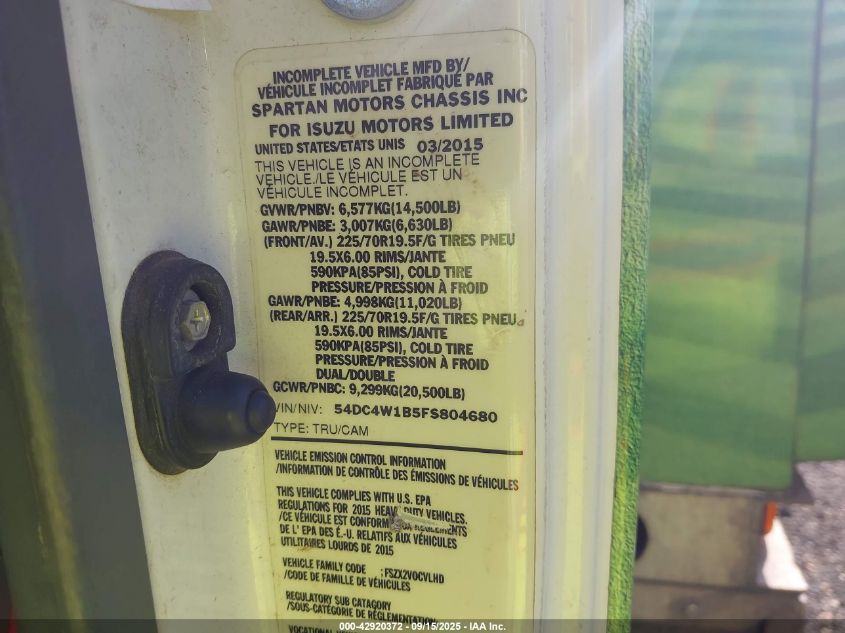 INCOMPLETE VEHICLE MFD BY/
VÉHICULE INCOMPLET FABRIQUÉ PAR
SPARTAN MOTORS CHASSIS INC
FOR ISUZU MOTORS LIMITED
UNITED STATES/ETATS UNIS 03/2015
THIS VEHICLE IS AN INCOMPLETE
VEHICLE./LE VÉHICULE EST UN
VÉHICULE INCOMPLET.
GVWR/PNBV: 6,577KG(14,500LB)
GAWR/PNBE: 3,007KG(6,630LB)
(FRONT/AV.) 225/70R19.5F/G TIRES PNEU
19.5X6.00 RIMS/JANTE
590KPA(85PSI), COLD TIRE
PRESSURE/PRESSION À FROID
GAWR/PNBE: 4,998KG(11,020LB)
(REAR/ARR.) 225/70R19.5F/G TIRES PNEU
19.5X6.00 RIMS/JANTE
590KPA(85PSI), COLD TIRE
PRESSURE/PRESSION À FROID
DUAL/DOUBLE
GCWR/PNBC: 9,299KG(20,500LB)
VIN/NIV: 54DC4W1B5FS804680
TYPE: TRU/CAM
VEHICLE EMISSION CONTROL INFORMATION
/INFORMATION DE CONTRÔLE DES ÉMISSIONS DE VÉHICULES
THIS VEHICLE COMPLIES WITH U.S. EPA
REGULATIONS FOR 2015 HEAVY DUTY VEHICLES.
/CE VÉHICULE EST CONFORME AUX RÈGLEMENTS
DE L' EPA DES É.-U. RELATIFS AUX VÉHICULES
UTILITAIRES LOURDS DE 2015
VEHICLE FAMILY CODE : FSZX2VOCVLHD
/CODE DE FAMILLE DE VÉHICULES
REGULATORY SUB CATAGORY
/SOUS-CATÉGORIE DE RÉGLEMENTATION
000-42920372 - 09/15/2025 - IAA Inc.